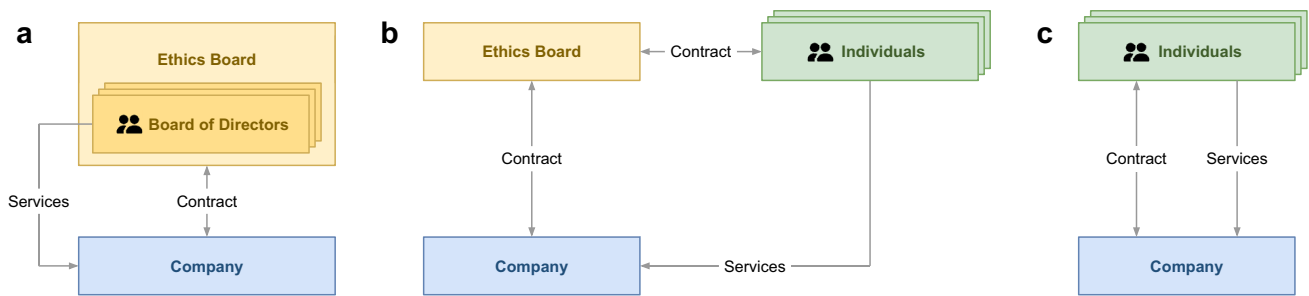 a
Ethics Board
Board of Directors
Services
Contract
Company
b
Ethics Board
Contract
Individuals
Contract
Company
Services
c
Individuals
Contract
Services
Company